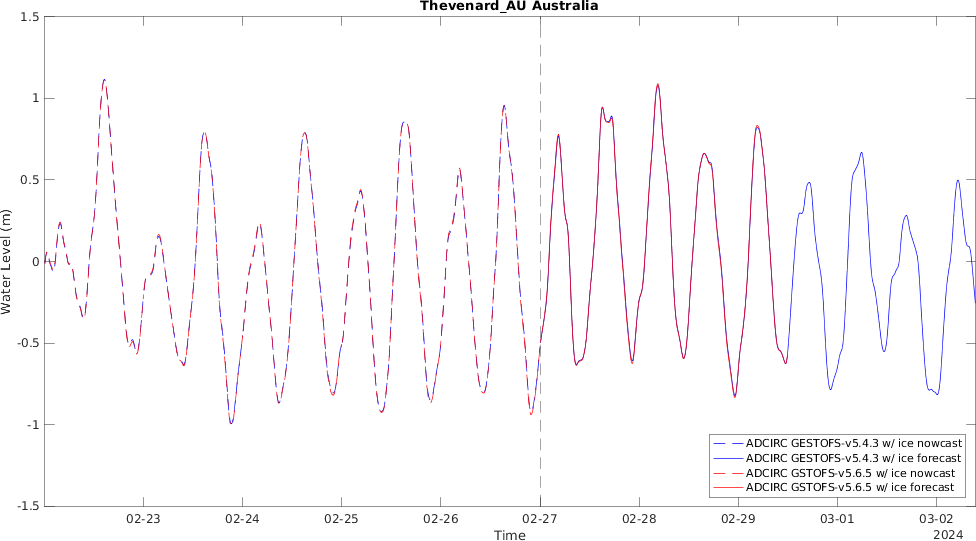 Thevenard_AU Australia
1.5
1
0.5
0
-0.5
-1
-1.5
Water Level (m)
02-23
02-24
02-25
02-26
02-27
02-28
02-29
03-01
03-02
Time
2024
ADCIRC GESTOFS-v5.4.3 w/ ice nowcast
ADCIRC GESTOFS-v5.4.3 w/ ice forecast
ADCIRC GSTOFS-v5.6.5 w/ ice nowcast
ADCIRC GSTOFS-v5.6.5 w/ ice forecast